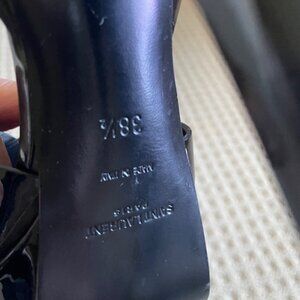 38½
MADE IN ITALY
SAINT LAURENT
PARIS